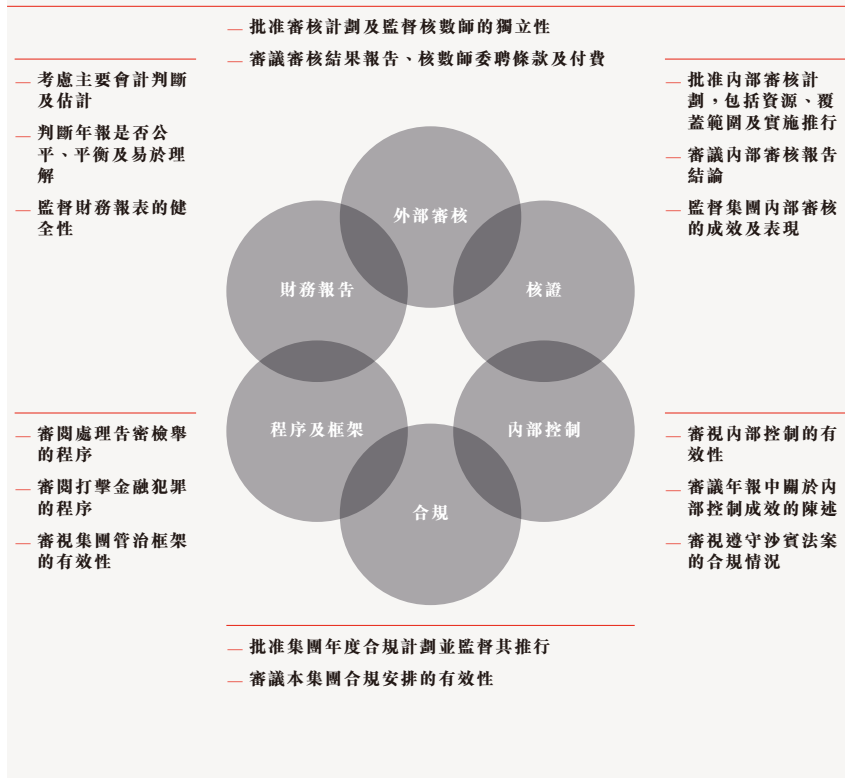 — 批准審核計劃及監督核數師的獨立性
— 審議審核結果報告、核數師委聘條款及付費
— 考慮主要會計判斷
及估計
— 判斷年報是否公
平、平衡及易於理
解
— 監督財務報表的健
全性
— 批准內部審核計
劃，包括資源、覆
蓋範圍及實施推行
— 審議內部審核報告
結論
— 監督集團內部審核
的成效及表現
外部審核
財務報告
核證
程序及框架
內部控制
合規
— 審閱處理告密檢舉
的程序
— 審閱打擊金融犯罪
的程序
— 審視集團管治框架
的有效性
— 審視內部控制的有
效性
— 審議年報中關於內
部控制成效的陳述
— 審視遵守沙賓法案
的合規情況
— 批准集團年度合規計劃並監督其推行
— 審議本集團合規安排的有效性